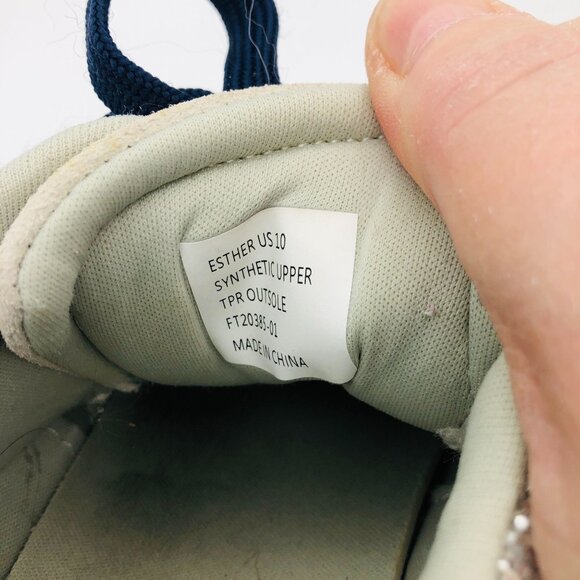 ESTHER US 10
SYNTHETIC UPPER
TPR OUTSOLE
FT20385-01
MADE IN CHINA